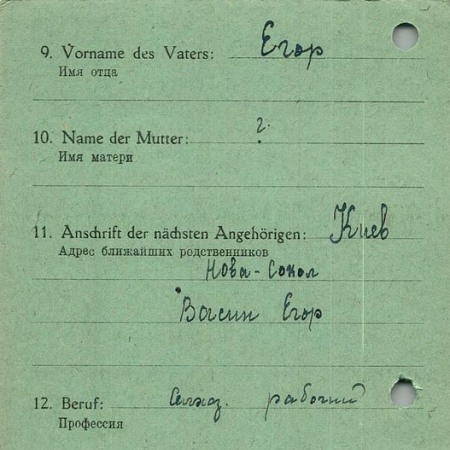 9. Vorname des Vaters: Егор
Имя отца
10. Name der Mutter: ?.
Имя матери
11. Anschrift der nächsten Angehörigen: Киев
Адрес ближайших родственников
Нова-Сокол
Васин Егор
12. Beruf: Селхоз. рабочий
Профессия